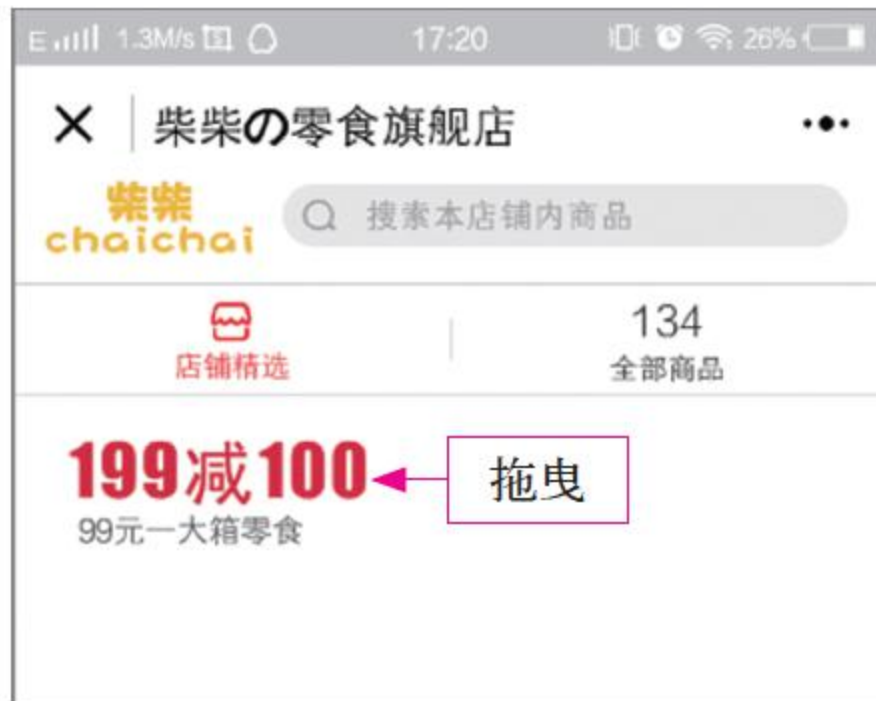 E 1.3M/s 17:20 26%
柴柴の零食旗舰店
柴柴
chaichai
搜索本店铺内商品
134
店铺精选
全部商品
199减100
拖曳
99元一大箱零食